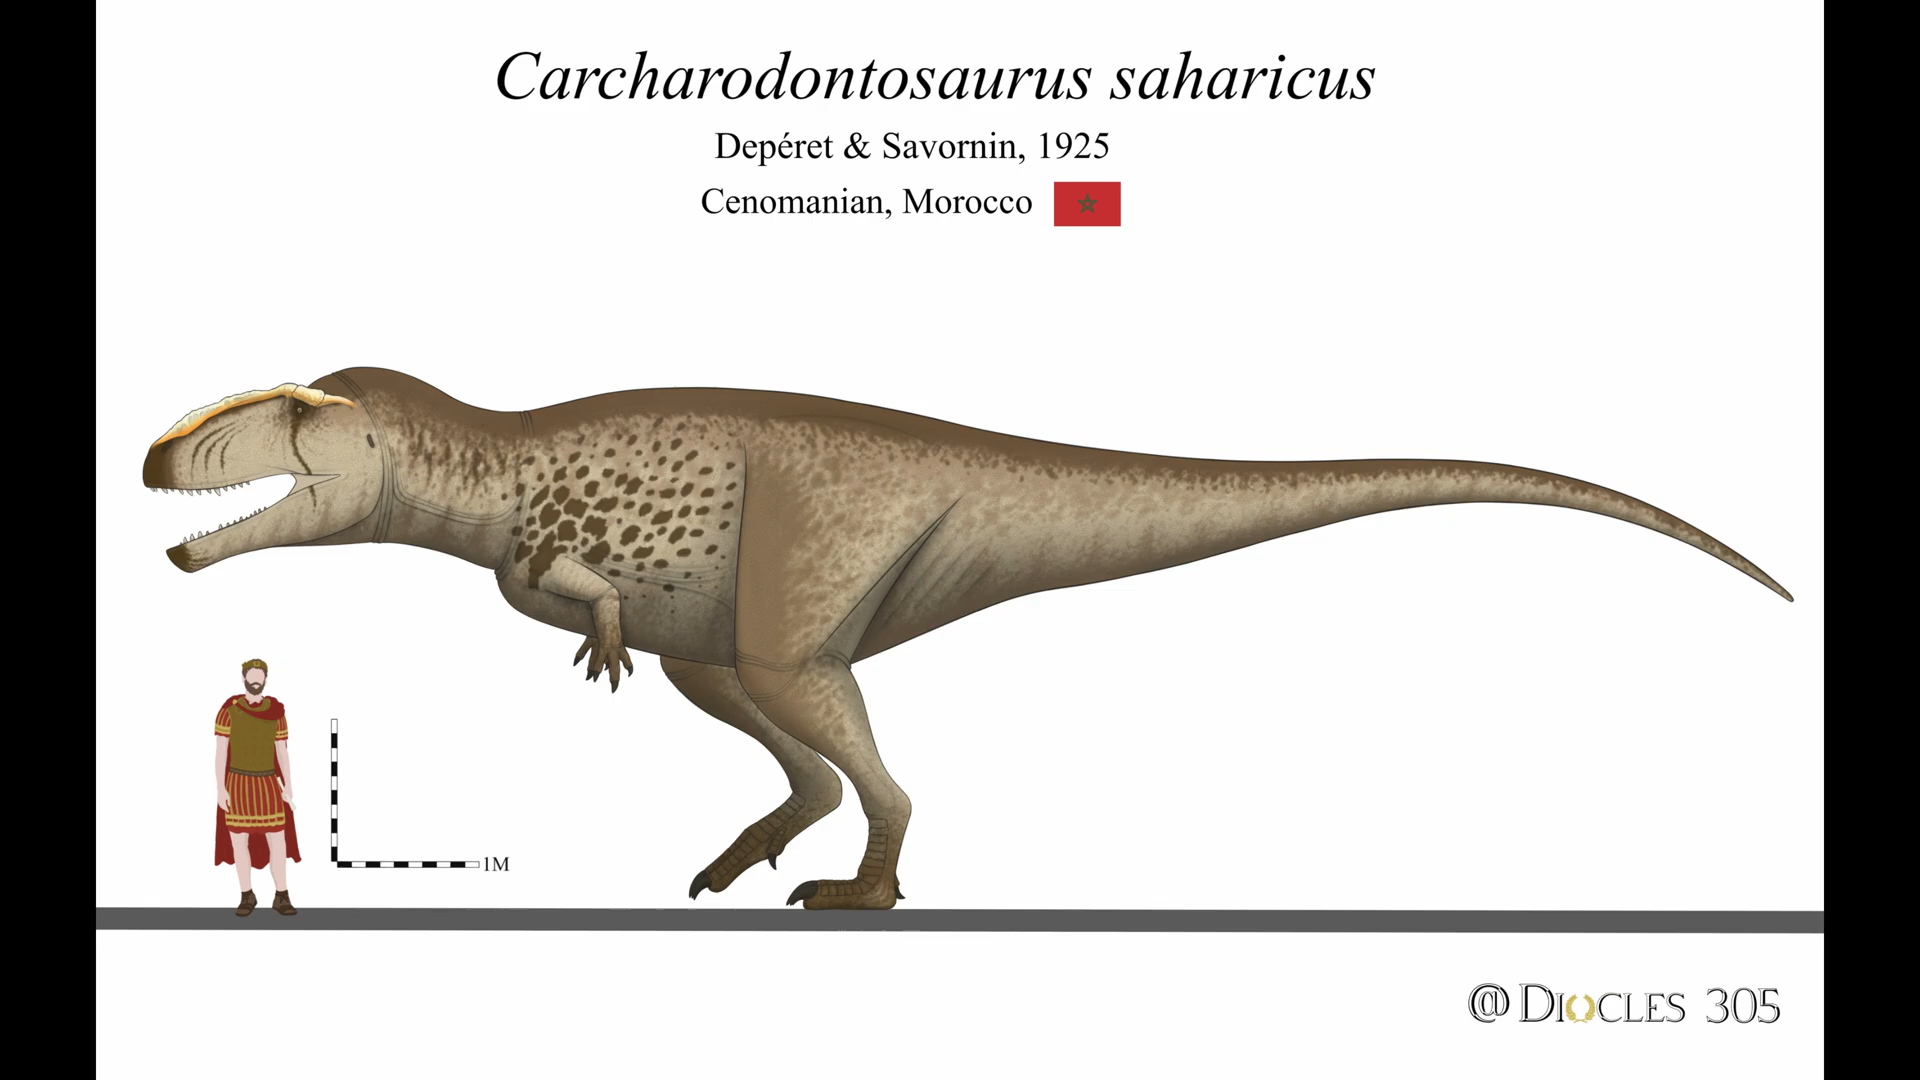 Carcharodontosaurus saharicus
Depéret & Savornin, 1925
Cenomanian, Morocco
1M
@DIOCLES 305